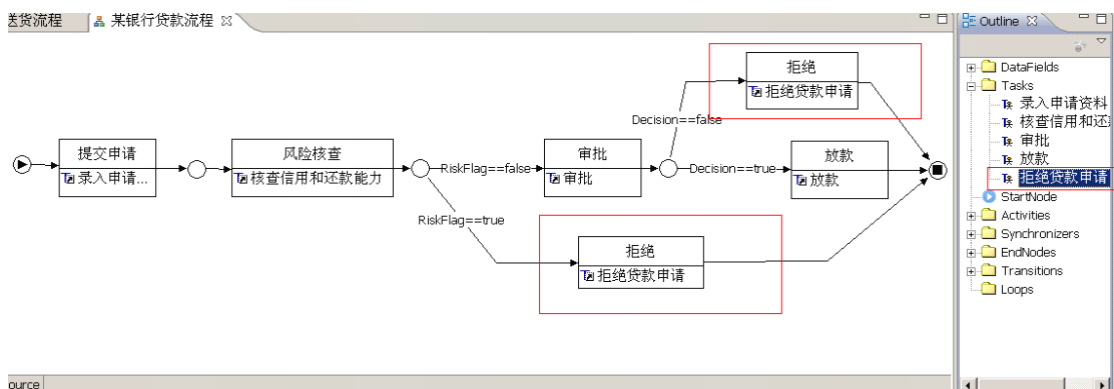 送货流程
某银行贷款流程
Outline
拒绝
拒绝贷款申请
Decision==false
提交申请
录入申请...
风险核查
核查信用和还款能力
RiskFlag==false
审批
审批
Decision==true
放款
放款
RiskFlag==true
拒绝
拒绝贷款申请
DataFields
Tasks
录入申请资料
核查信用和还
审批
放款
拒绝贷款申请
StartNode
Activities
Synchronizers
EndNodes
Transitions
Loops
ource